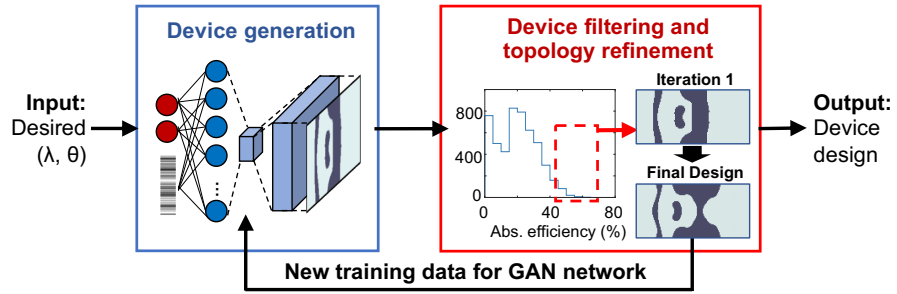 Device generation
Device filtering and
topology refinement
Input:
Desired
(λ, θ)
...
800
400
0
0
40
80
Abs. efficiency (%)
Iteration 1
Final Design
Output:
Device
design
New training data for GAN network